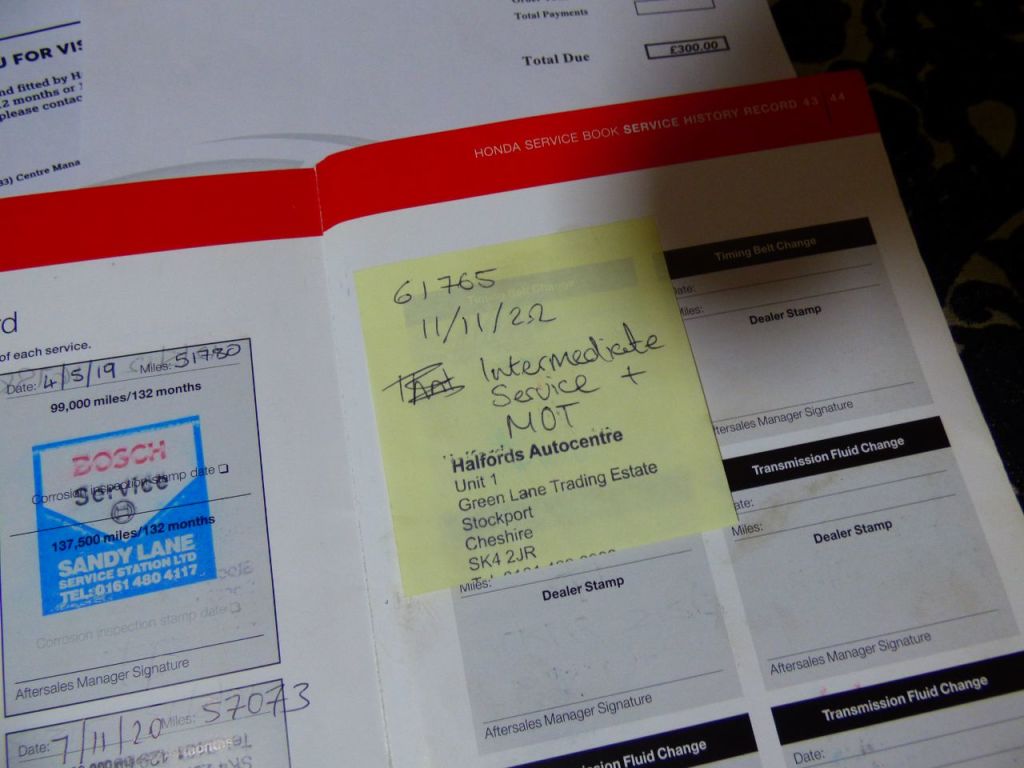 Total Payments
Total Due £300.00
U FOR VIS
nd fitted by H
2 months or
please contac
33) Centre Mana
HONDA SERVICE BOOK SERVICE HISTORY RECORD 43 44
rd
of each service.
Date: 4/5/19 Miles: 51780
99,000 miles/132 months
BOSCH
Corrosion inspection stamp date
Service
137,500 miles/132 months
SANDY LANE
SERVICE STATION LTD
TEL:0161 480 4117
Corrosion inspection stamp date
Aftersales Manager Signature
Date: 7/11/20 Miles: 57073
61765
11/11/22
Intermediate
Service +
MOT
Halfords Autocentre
Unit 1
Green Lane Trading Estate
Stockport
Cheshire
SK4 2JR
Miles:
Dealer Stamp
Aftersales Manager Signature
Fluid Change
Timing Belt Change
Timing Belt Change
Date:
Miles:
Dealer Stamp
ftersales Manager Signature
Transmission Fluid Change
ate:
Miles:
Dealer Stamp
Aftersales Manager Signature
Transmission Fluid Change
Date: